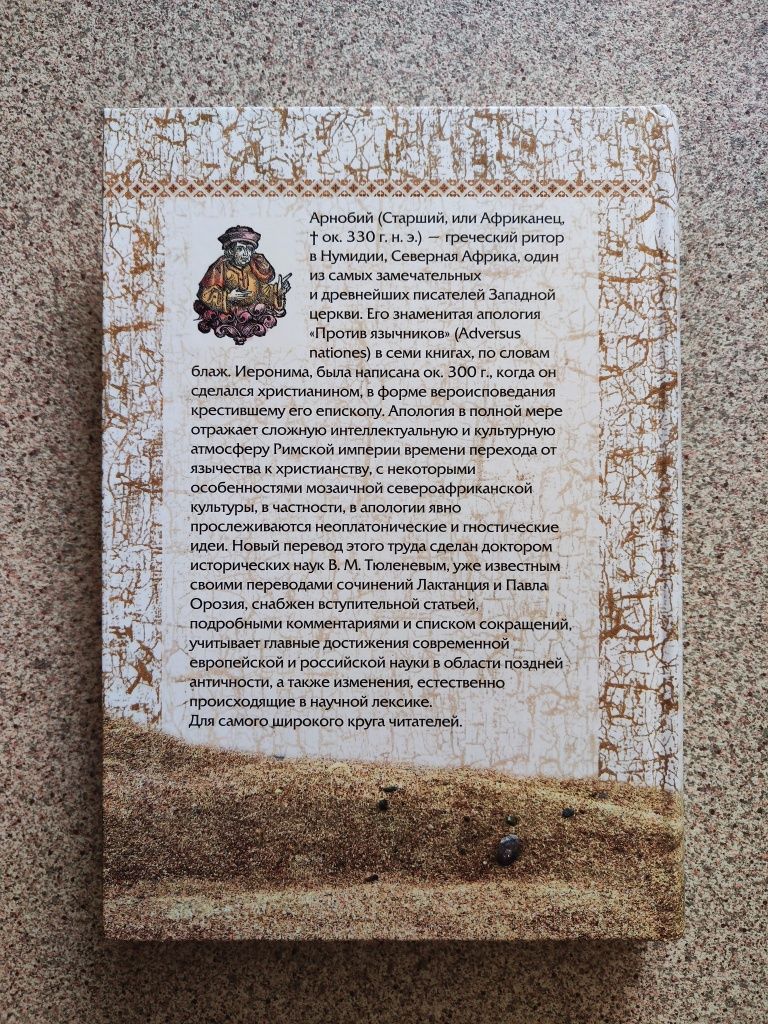 Арнобий (Старший, или Африканец,
† ок. 330 г. н. э.) — греческий ритор
в Нумидии, Северная Африка, один
из самых замечательных
и древнейших писателей Западной
церкви. Его знаменитая апология
«Против язычников» (Adversus
nationes) в семи книгах, по словам
блаж. Иеронима, была написана ок. 300 г., когда он
сделался христианином, в форме вероисповедания
крестившему его епископу. Апология в полной мере
отражает сложную интеллектуальную и культурную
атмосферу Римской империи времени перехода от
язычества к христианству, с некоторыми
особенностями мозаичной североафриканской
культуры, в частности, в апологии явно
прослеживаются неоплатонические и гностические
идеи. Новый перевод этого труда сделан доктором
исторических наук В. М. Тюленевым, уже известным
своими переводами сочинений Лактанция и Павла
Орозия, снабжен вступительной статьей,
подробными комментариями и списком сокращений,
учитывает главные достижения современной
европейской и российской науки в области поздней
античности, а также изменения, естественно
происходящие в научной лексике.
Для самого широкого круга читателей.